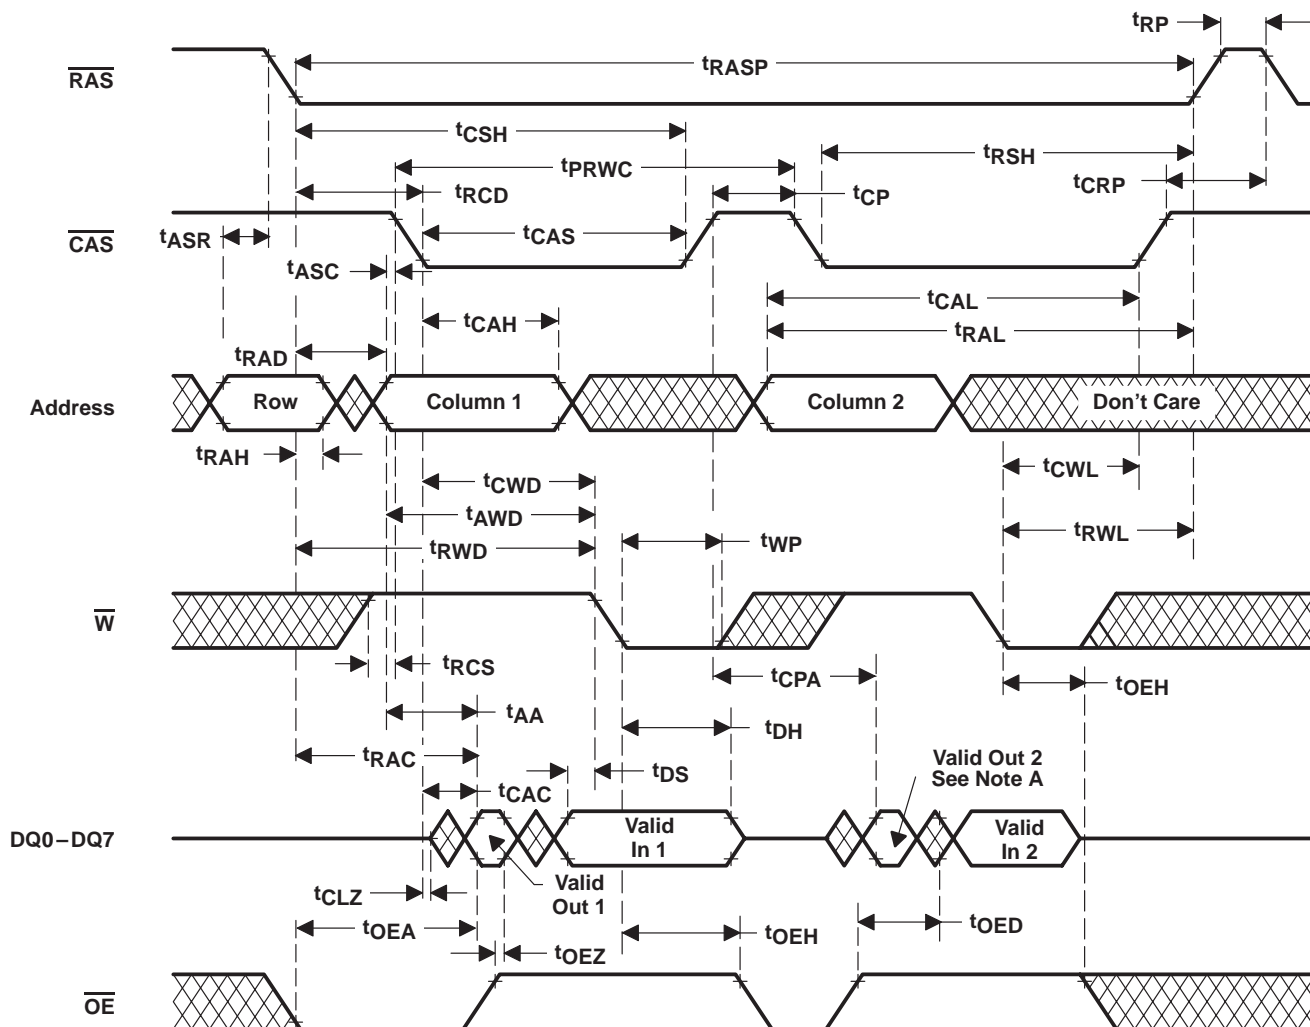 tRP
RAS
tRASP
tCSH
tPRWC
tRSH
tRCD
tCP
tCRP
CAS
tASR
tCAS
tASC
tCAL
tCAH
tRAL
tRAD
Address
Row
Column 1
Column 2
Don't Care
tRAH
tCWD
tCWL
tAWD
tWP
tRWL
tRWD
W
tRCS
tCPA
tOEH
tAA
tDH
tRAC
tDS
Valid Out 2
See Note A
tCAC
DQ0–DQ7
Valid
In 1
Valid
In 2
tCLZ
Valid
Out 1
tOEA
tOEZ
tOEH
tOED
OE